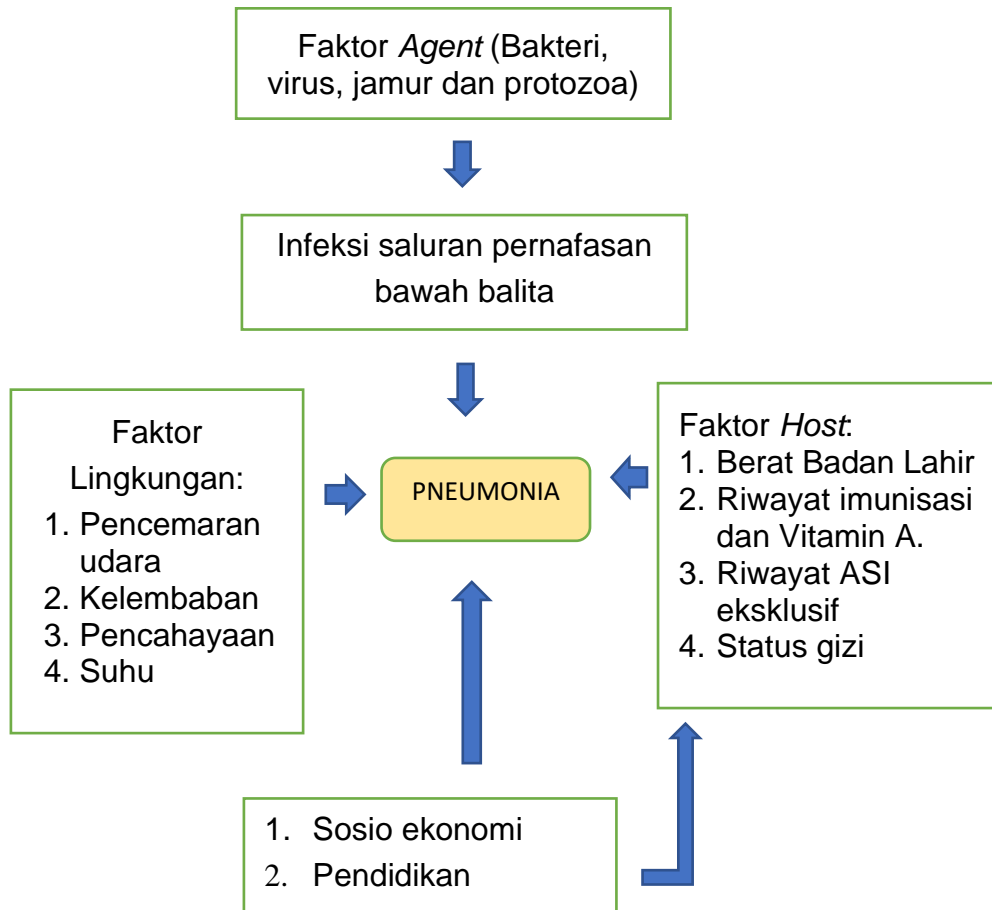 Faktor Agent (Bakteri,
virus, jamur dan protozoa)
Infeksi saluran pernafasan
bawah balita
Faktor
Lingkungan:
1. Pencemaran
udara
2. Kelembaban
3. Pencahayaan
4. Suhu
PNEUMONIA
Faktor Host:
1. Berat Badan Lahir
2. Riwayat imunisasi
dan Vitamin A.
3. Riwayat ASI
eksklusif
4. Status gizi
1. Sosio ekonomi
2. Pendidikan